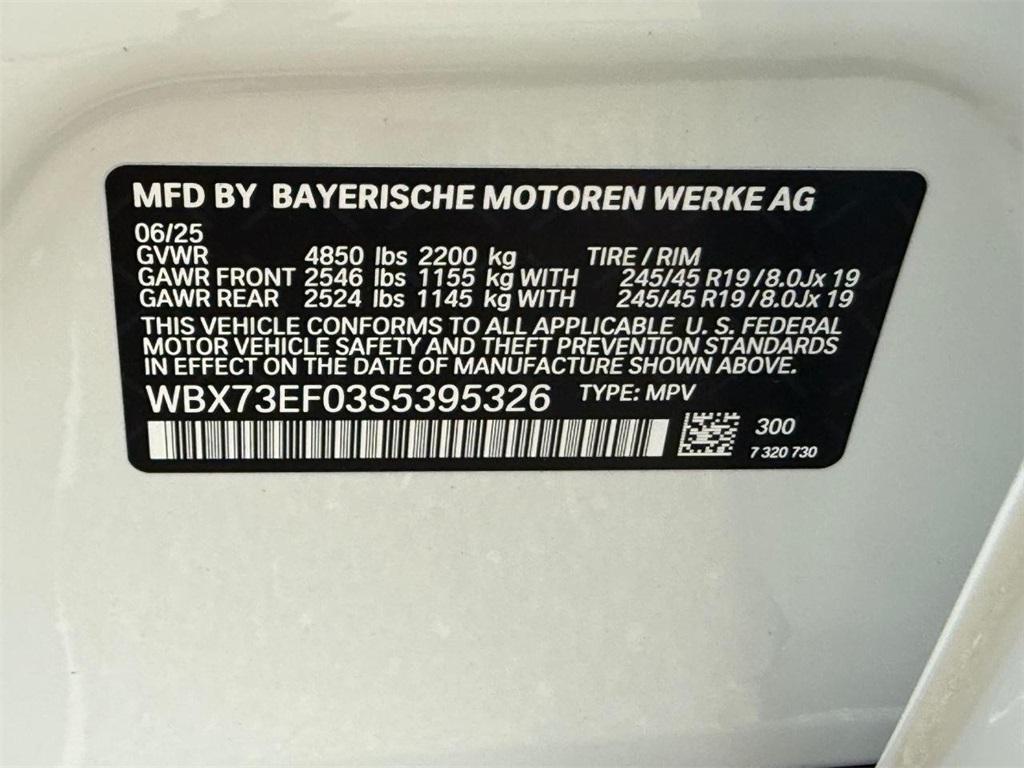 MFD BY BAYERISCHE MOTOREN WERKE AG
06/25
GVWR 4850 lbs 2200 kg TIRE / RIM
GAWR FRONT 2546 lbs 1155 kg WITH 245/45 R19 / 8.0Jx 19
GAWR REAR 2524 lbs 1145 kg WITH 245/45 R19 / 8.0Jx 19
THIS VEHICLE CONFORMS TO ALL APPLICABLE U. S. FEDERAL
MOTOR VEHICLE SAFETY AND THEFT PREVENTION STANDARDS
IN EFFECT ON THE DATE OF MANUFACTURE SHOWN ABOVE.
WBX73EF03S5395326 TYPE: MPV
300
7 320 730